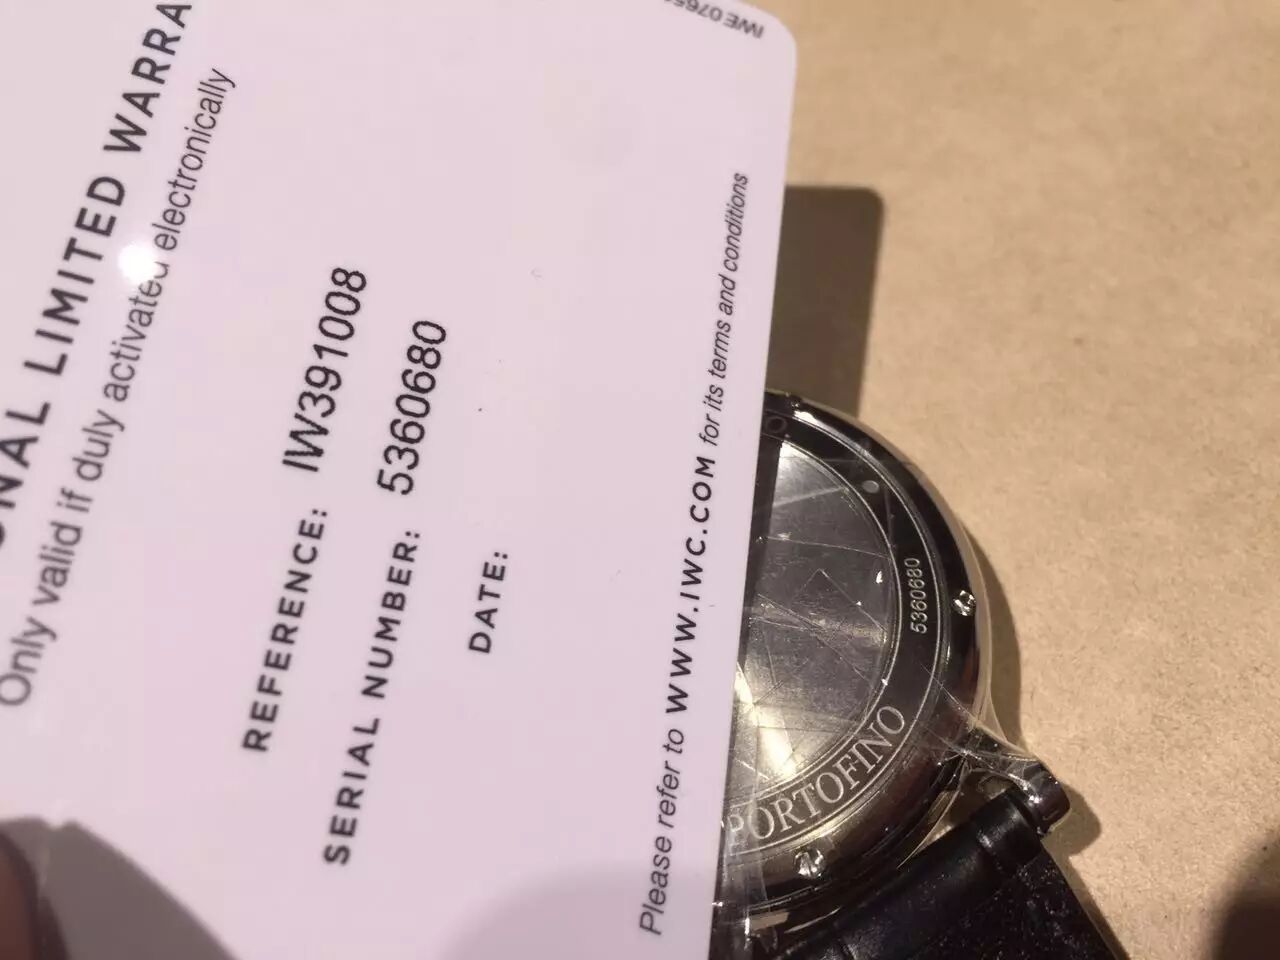 ONAL LIMITED WARRA
Only valid if duly activated electronically
REFERENCE: IW391008
SERIAL NUMBER: 5360680
DATE:
Please refer to WWW.IWC.COM for its terms and conditions
5360680
PORTOFINO